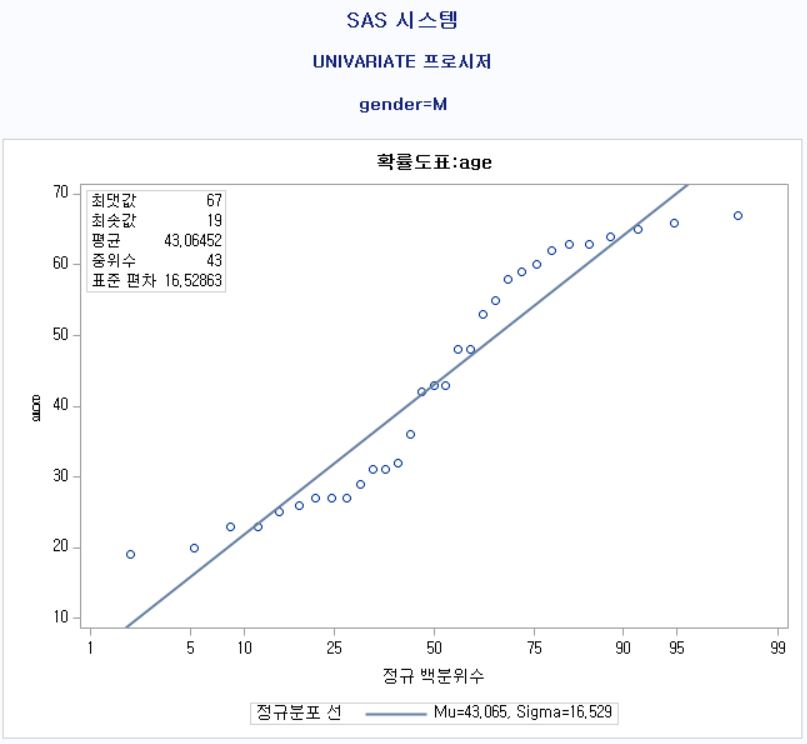 SAS 시스템
UNIVARIATE 프로시저
gender=M
확률도표:age
최댓값 67
최솟값 19
평균 43,06452
중위수 43
표준 편차 16,52863
70
60
50
40
30
20
10
age
1 5 10 25 50 75 90 95 99
정규 백분위수
정규분포 선 Mu=43,065, Sigma=16,529